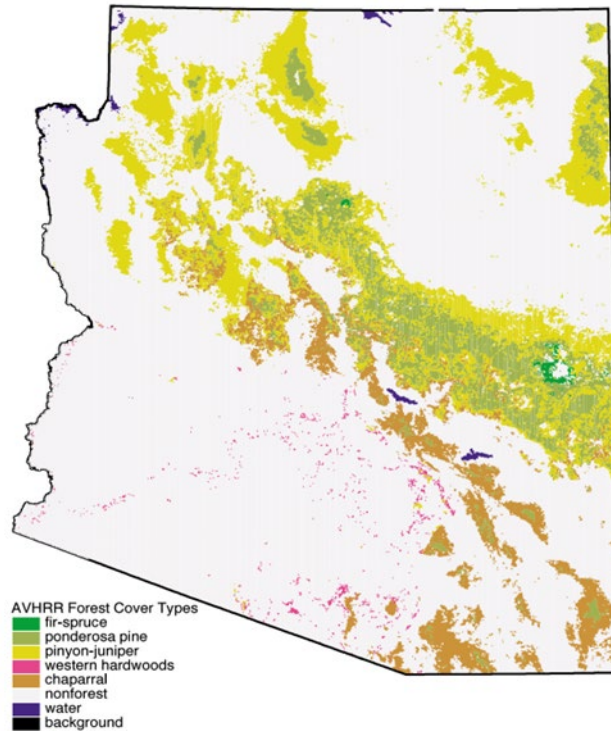 AVHRR Forest Cover Types
fir-spruce
ponderosa pine
pinyon-juniper
western hardwoods
chaparral
nonforest
water
background